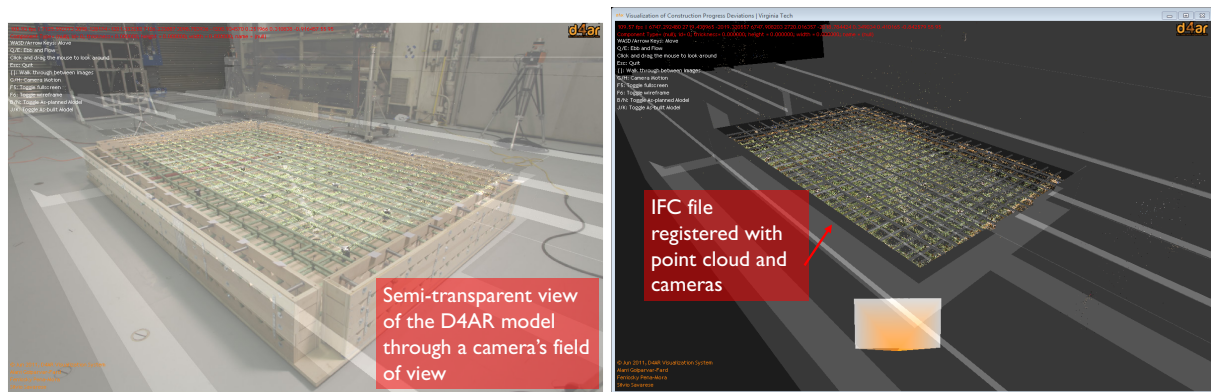 d4ar
WASD/Arrow Keys: Move
Q/E: Ebb and Flow
Click and drag the mouse to look around
Esc: Quit
[]: Walk through between images
G/H: Camera Motion
F5: Toggle fullscreen
F6: Toggle wireframe
B/N: Toggle As-planned Model
J/K: Toggle As-built Model
Semi-transparent view
of the D4AR model
through a camera's field
of view
Visualization of Construction Progress Deviations | Virginia Tech
d4ar
WASD/Arrow Keys: Move
Q/E: Ebb and Flow
Click and drag the mouse to look around
Esc: Quit
[]: Walk through between images
G/H: Camera Motion
F5: Toggle fullscreen
F6: Toggle wireframe
B/N: Toggle As-planned Model
J/K: Toggle As-built Model
IFC file
registered with
point cloud and
cameras
© Jun 2011, D4AR Visualization System
Mani Golparvar-Fard
Feniosky Pena-Mora
Silvio Savarese